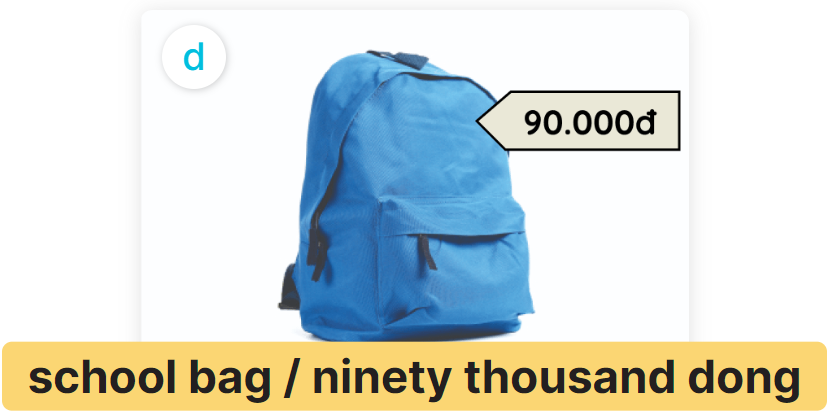 d
90.000đ
school bag / ninety thousand dong